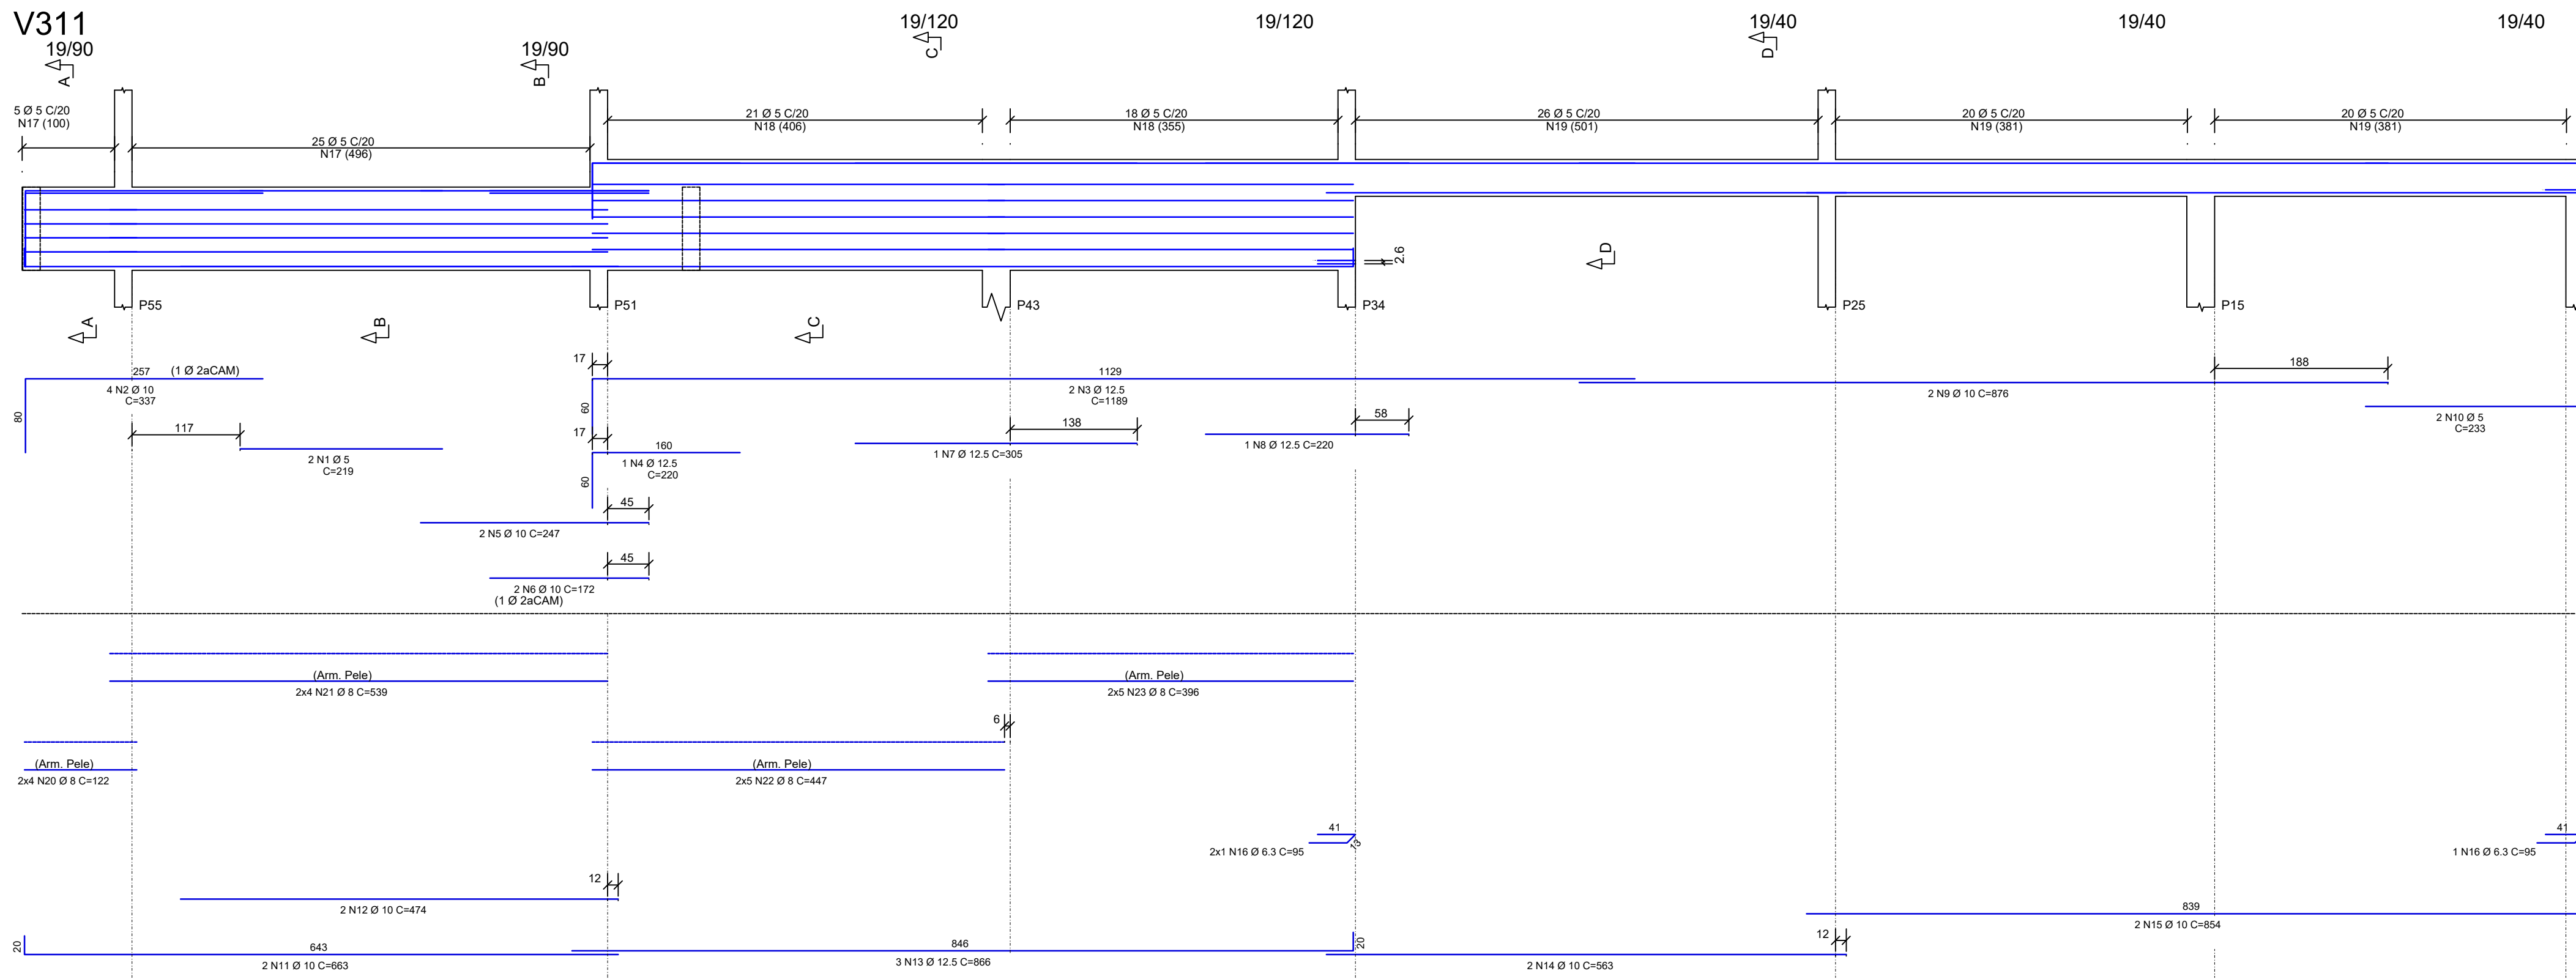 V311
19/120
19/120
19/40
19/40
19/40
19/90
19/90
C
D
A
B
5 Ø 5 C/20
N17 (100)
21 Ø 5 C/20
N18 (406)
18 Ø 5 C/20
N18 (355)
26 Ø 5 C/20
N19 (501)
20 Ø 5 C/20
N19 (381)
20 Ø 5 C/20
N19 (381)
25 Ø 5 C/20
N17 (496)
2.6
D
P55
P51
P43
P34
P25
P15
A
B
C
17
188
257
(1 Ø 2aCAM)
1129
4 N2 Ø 10
C=337
2 N3 Ø 12.5
C=1189
2 N9 Ø 10 C=876
80
60
58
2 N10 Ø 5
C=233
117
17
138
160
1 N8 Ø 12.5 C=220
2 N1 Ø 5
C=219
1 N4 Ø 12.5
C=220
1 N7 Ø 12.5 C=305
60
45
2 N5 Ø 10 C=247
45
2 N6 Ø 10 C=172
(1 Ø 2aCAM)
(Arm. Pele)
2x4 N21 Ø 8 C=539
(Arm. Pele)
2x5 N23 Ø 8 C=396
6
(Arm. Pele)
2x4 N20 Ø 8 C=122
(Arm. Pele)
2x5 N22 Ø 8 C=447
41
13
2x1 N16 Ø 6.3 C=95
41
1 N16 Ø 6.3 C=95
12
2 N12 Ø 10 C=474
839
2 N15 Ø 10 C=854
20
643
2 N11 Ø 10 C=663
846
3 N13 Ø 12.5 C=866
20
12
2 N14 Ø 10 C=563